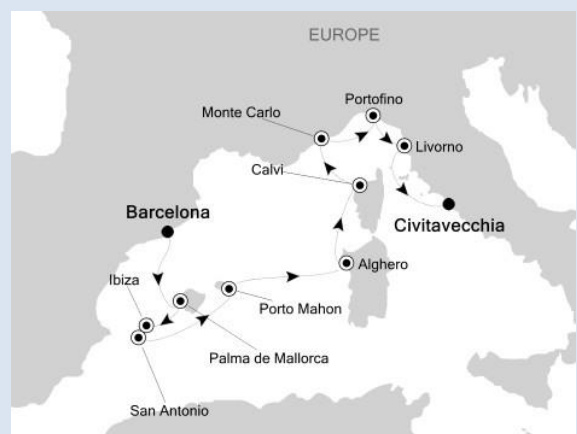 EUROPE
Portofino
Monte Carlo
Livorno
Calvi
Barcelona
Civitavecchia
Alghero
Ibiza
Porto Mahon
Palma de Mallorca
San Antonio